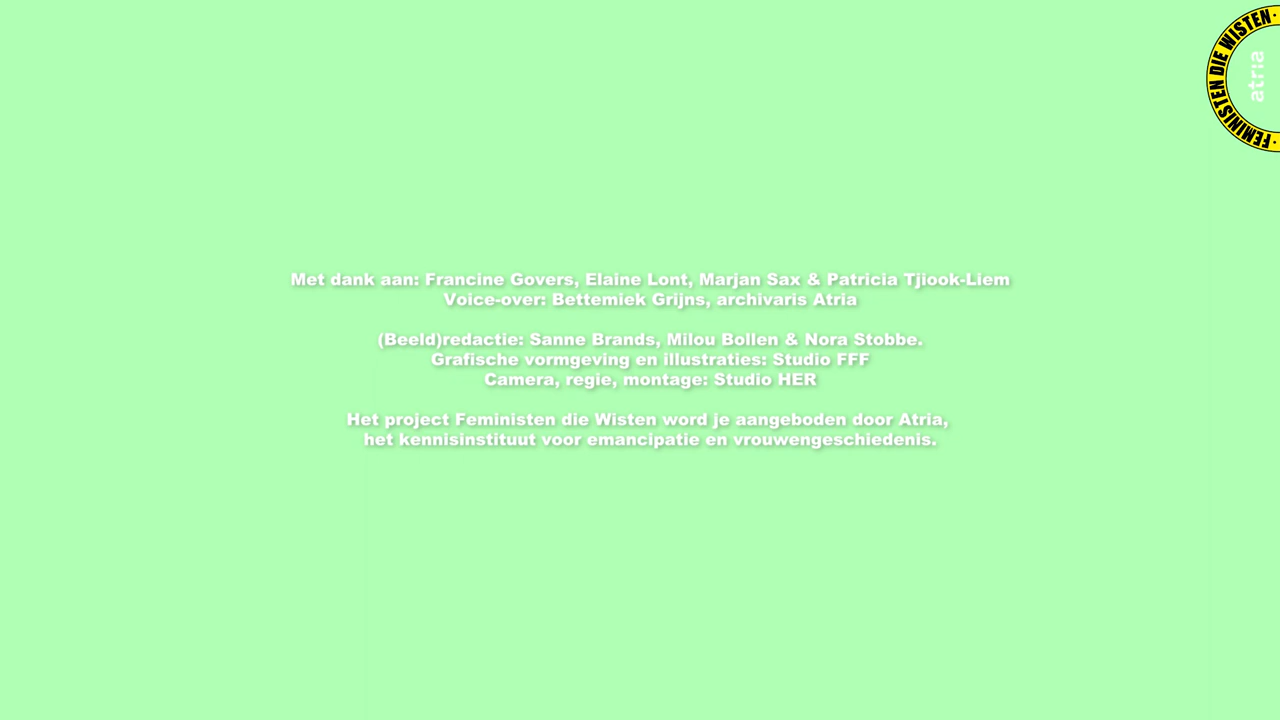 FEMINISTEN DIE WISTEN
atria
Met dank aan: Francine Govers, Elaine Lont, Marjan Sax & Patricia Tjiook-Liem
Voice-over: Bettemiek Grijns, archivaris Atria
(Beeld)redactie: Sanne Brands, Milou Bollen & Nora Stobbe.
Grafische vormgeving en illustraties: Studio FFF
Camera, regie, montage: Studio HER
Het project Feministen die Wisten word je aangeboden door Atria,
het kennisinstituut voor emancipatie en vrouwengeschiedenis.